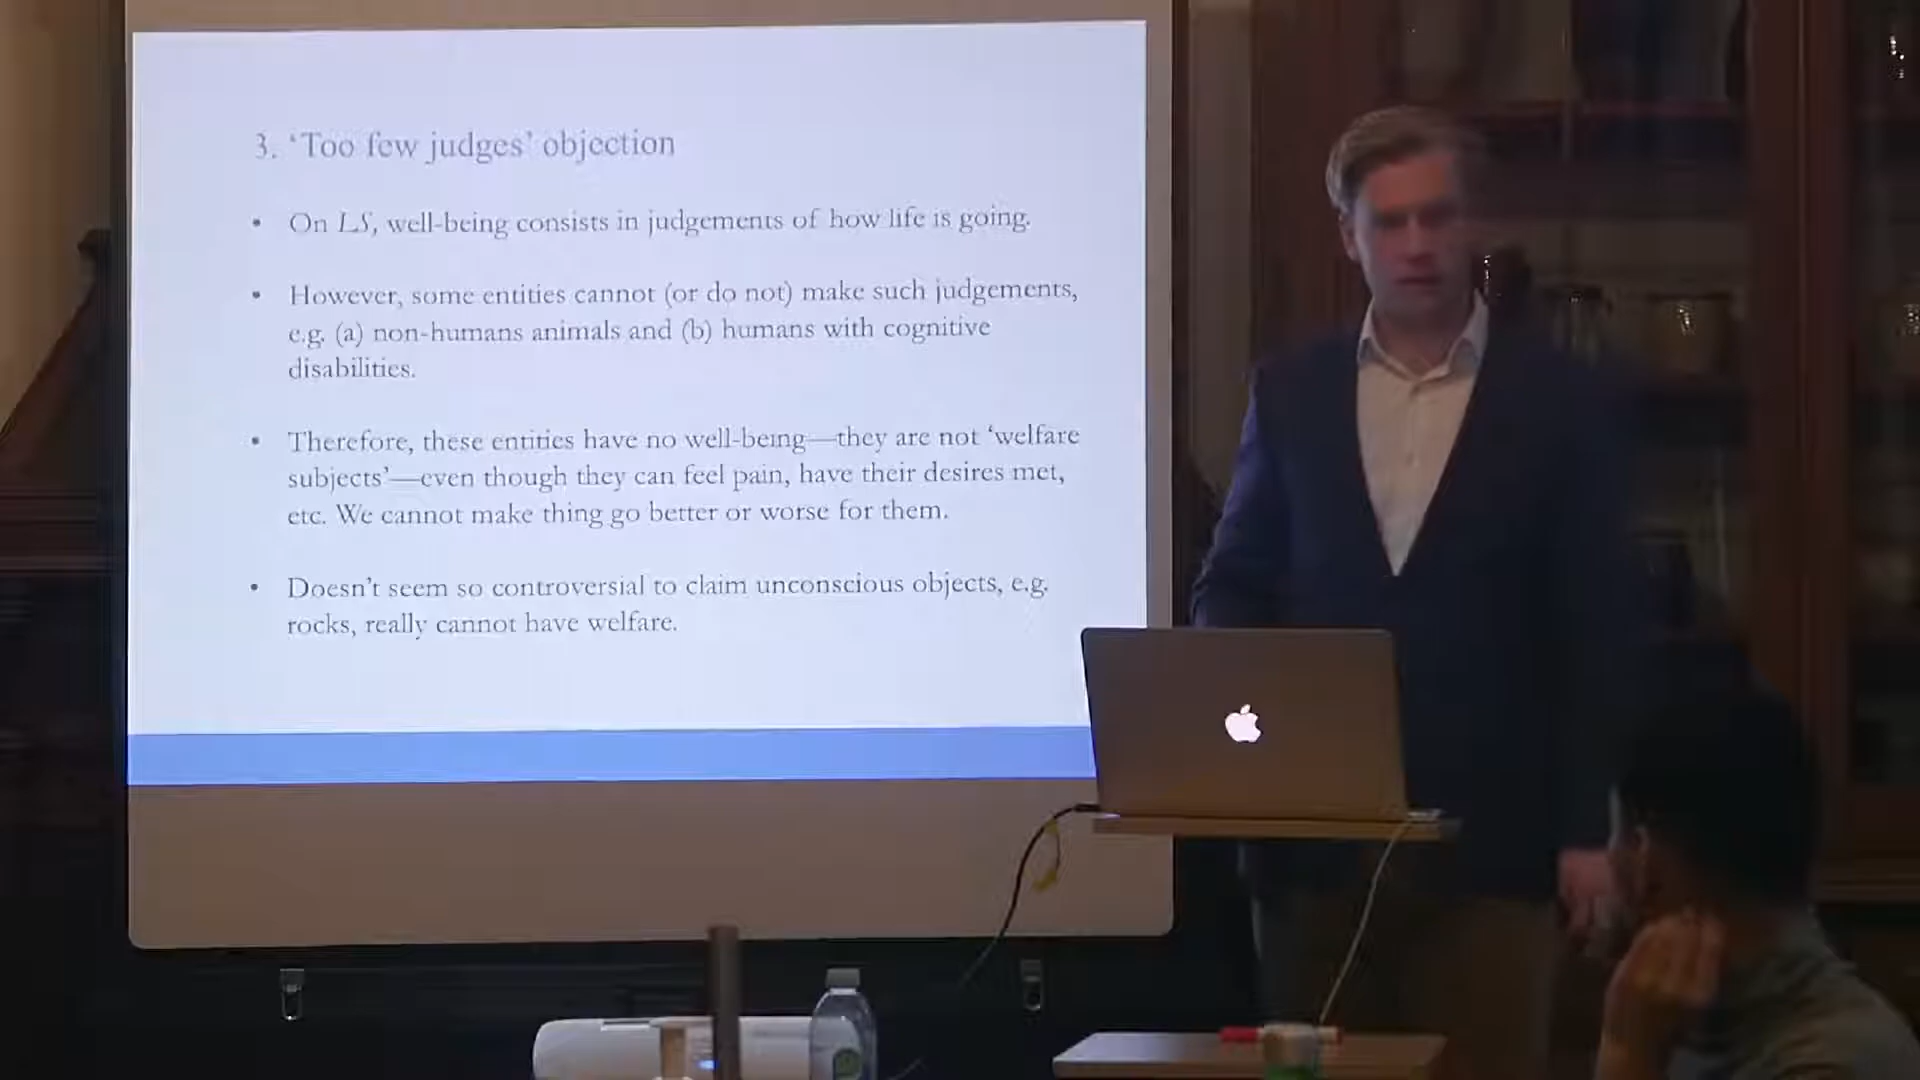 3. ‘Too few judges’ objection
• On LS, well-being consists in judgements of how life is going.
• However, some entities cannot (or do not) make such judgements,
e.g. (a) non-humans animals and (b) humans with cognitive
disabilities.
• Therefore, these entities have no well-being—they are not ‘welfare
subjects’—even though they can feel pain, have their desires met,
etc. We cannot make thing go better or worse for them.
• Doesn’t seem so controversial to claim unconscious objects, e.g.
rocks, really cannot have welfare.